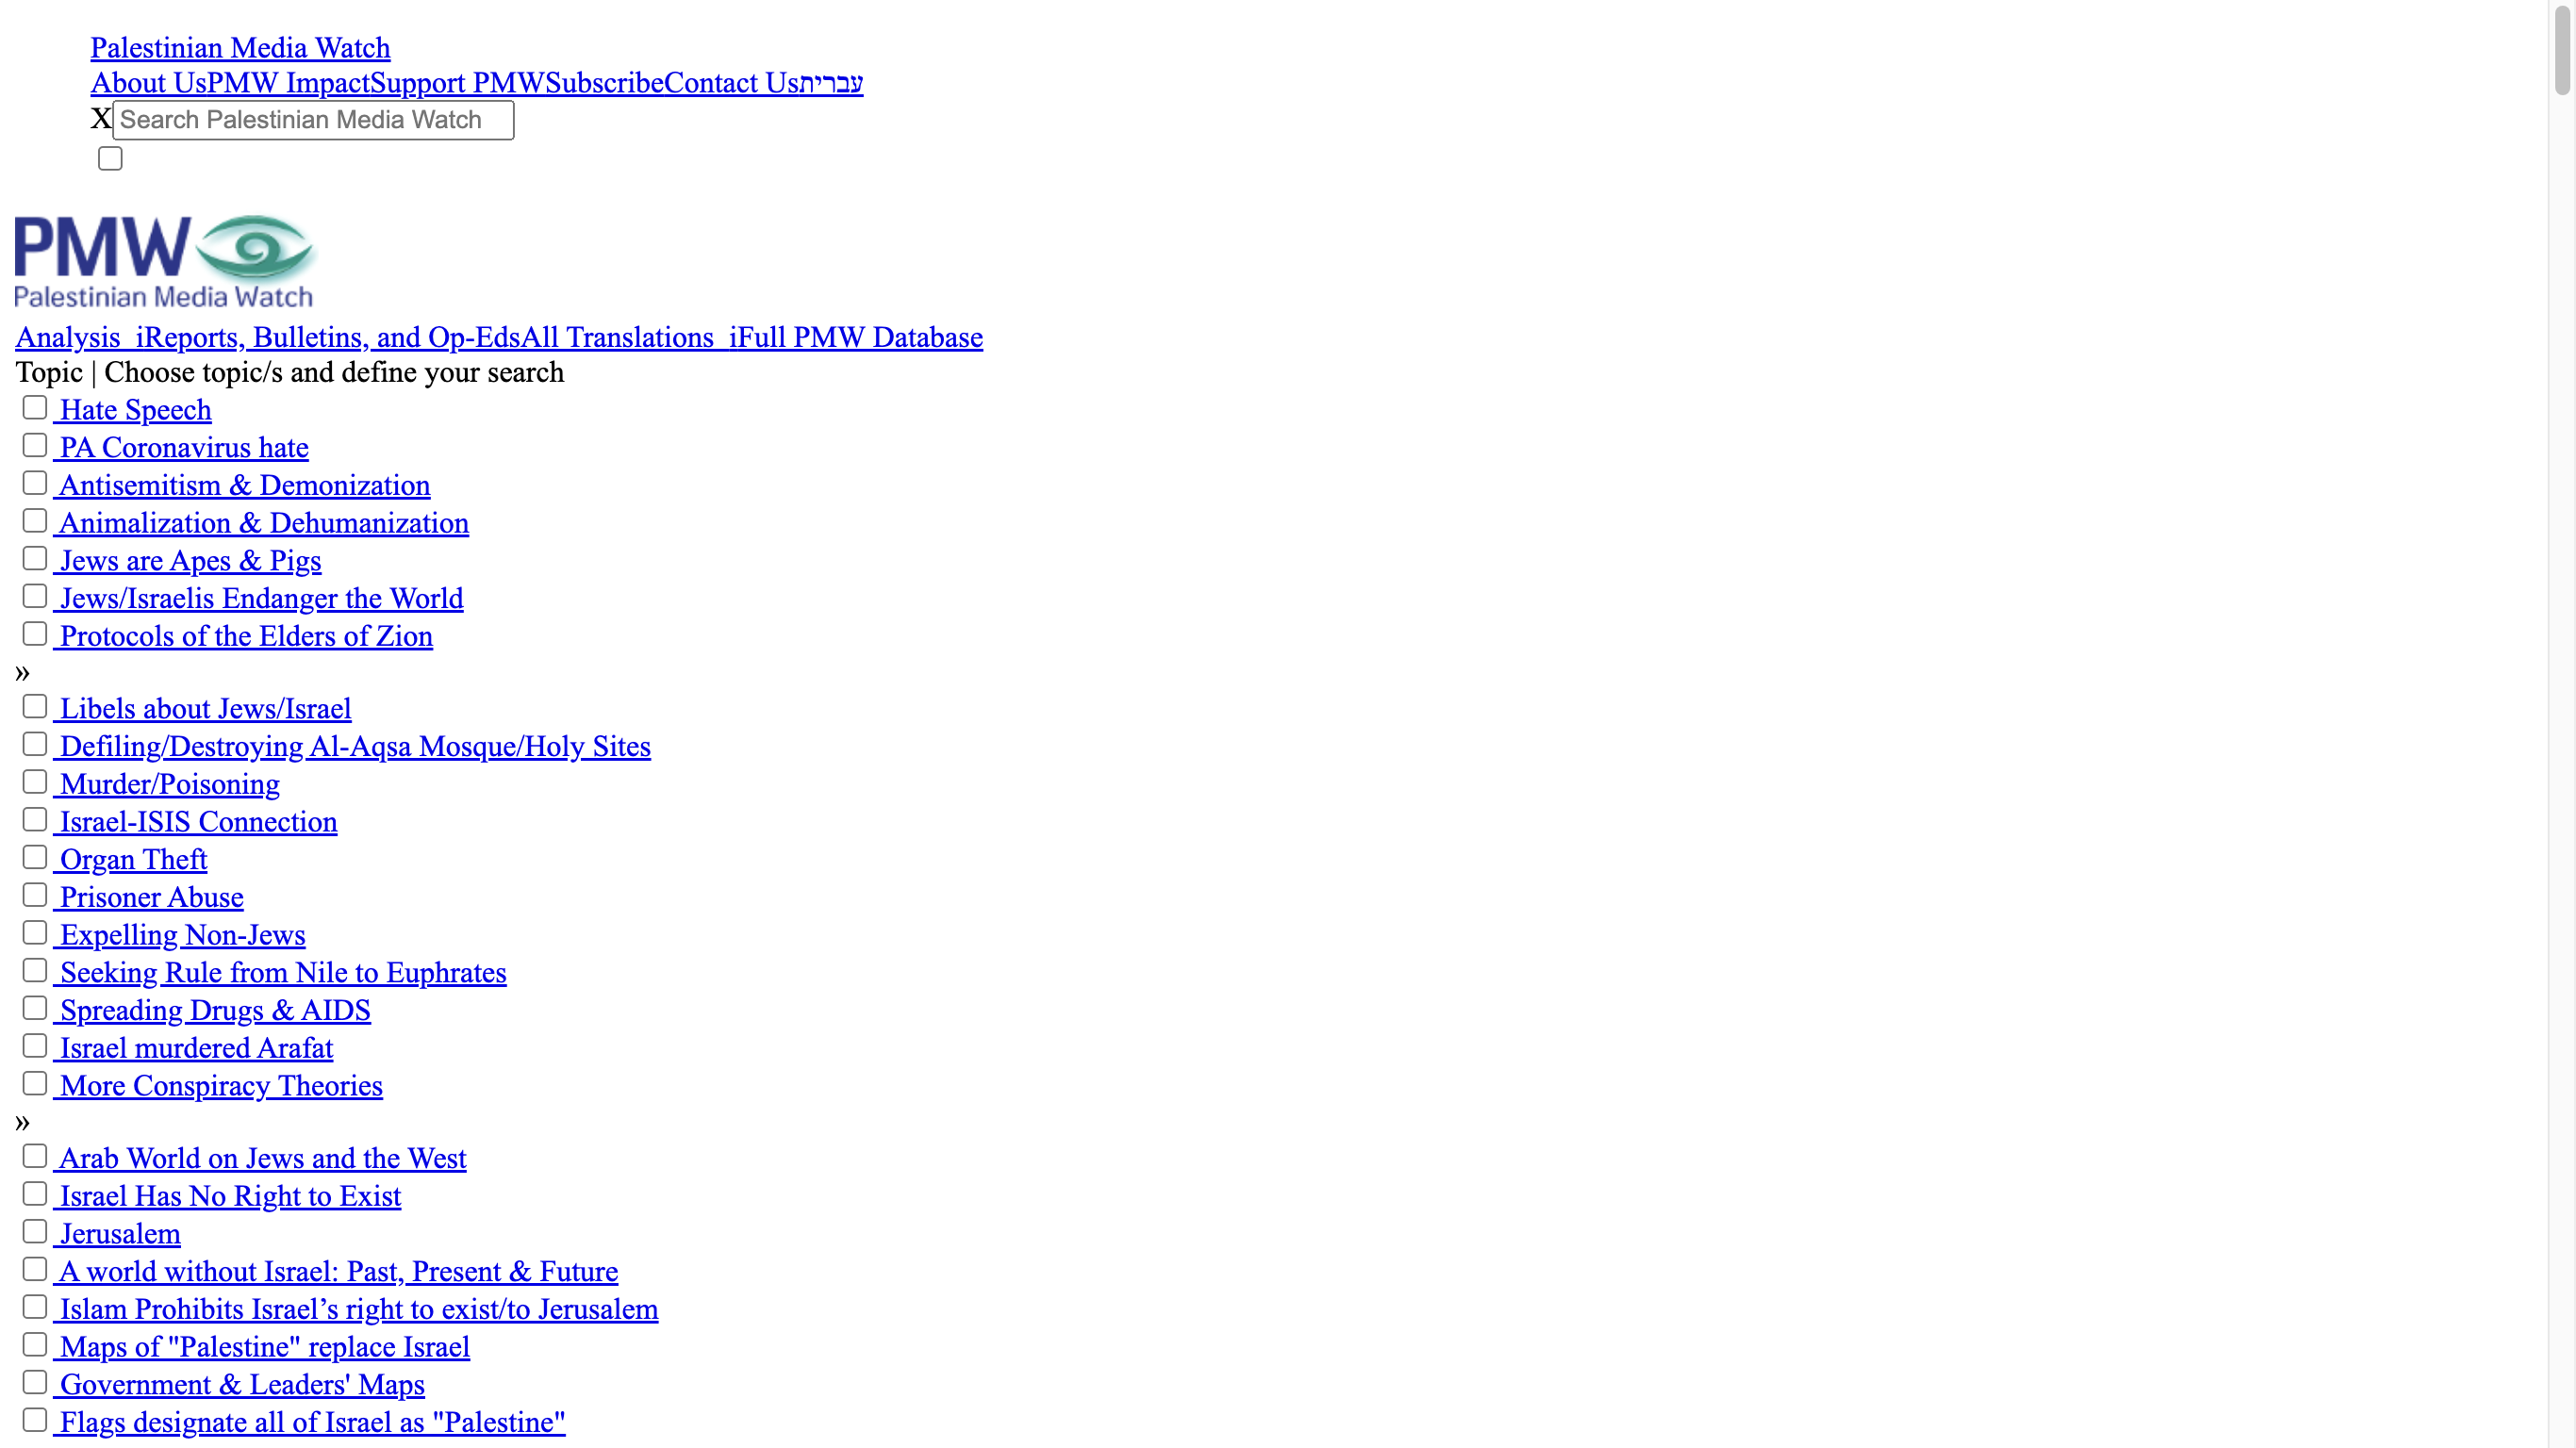 Palestinian Media Watch
About UsPMW ImpactSupport PMWSubscribeContact Usעברית
X Search Palestinian Media Watch
PMW
Palestinian Media Watch
Analysis iReports, Bulletins, and Op-EdsAll Translations iFull PMW Database
Topic | Choose topic/s and define your search
Hate Speech
PA Coronavirus hate
Antisemitism & Demonization
Animalization & Dehumanization
Jews are Apes & Pigs
Jews/Israelis Endanger the World
Protocols of the Elders of Zion
»
Libels about Jews/Israel
Defiling/Destroying Al-Aqsa Mosque/Holy Sites
Murder/Poisoning
Israel-ISIS Connection
Organ Theft
Prisoner Abuse
Expelling Non-Jews
Seeking Rule from Nile to Euphrates
Spreading Drugs & AIDS
Israel murdered Arafat
More Conspiracy Theories
»
Arab World on Jews and the West
Israel Has No Right to Exist
Jerusalem
A world without Israel: Past, Present & Future
Islam Prohibits Israel’s right to exist/to Jerusalem
Maps of "Palestine" replace Israel
Government & Leaders' Maps
Flags designate all of Israel as "Palestine"